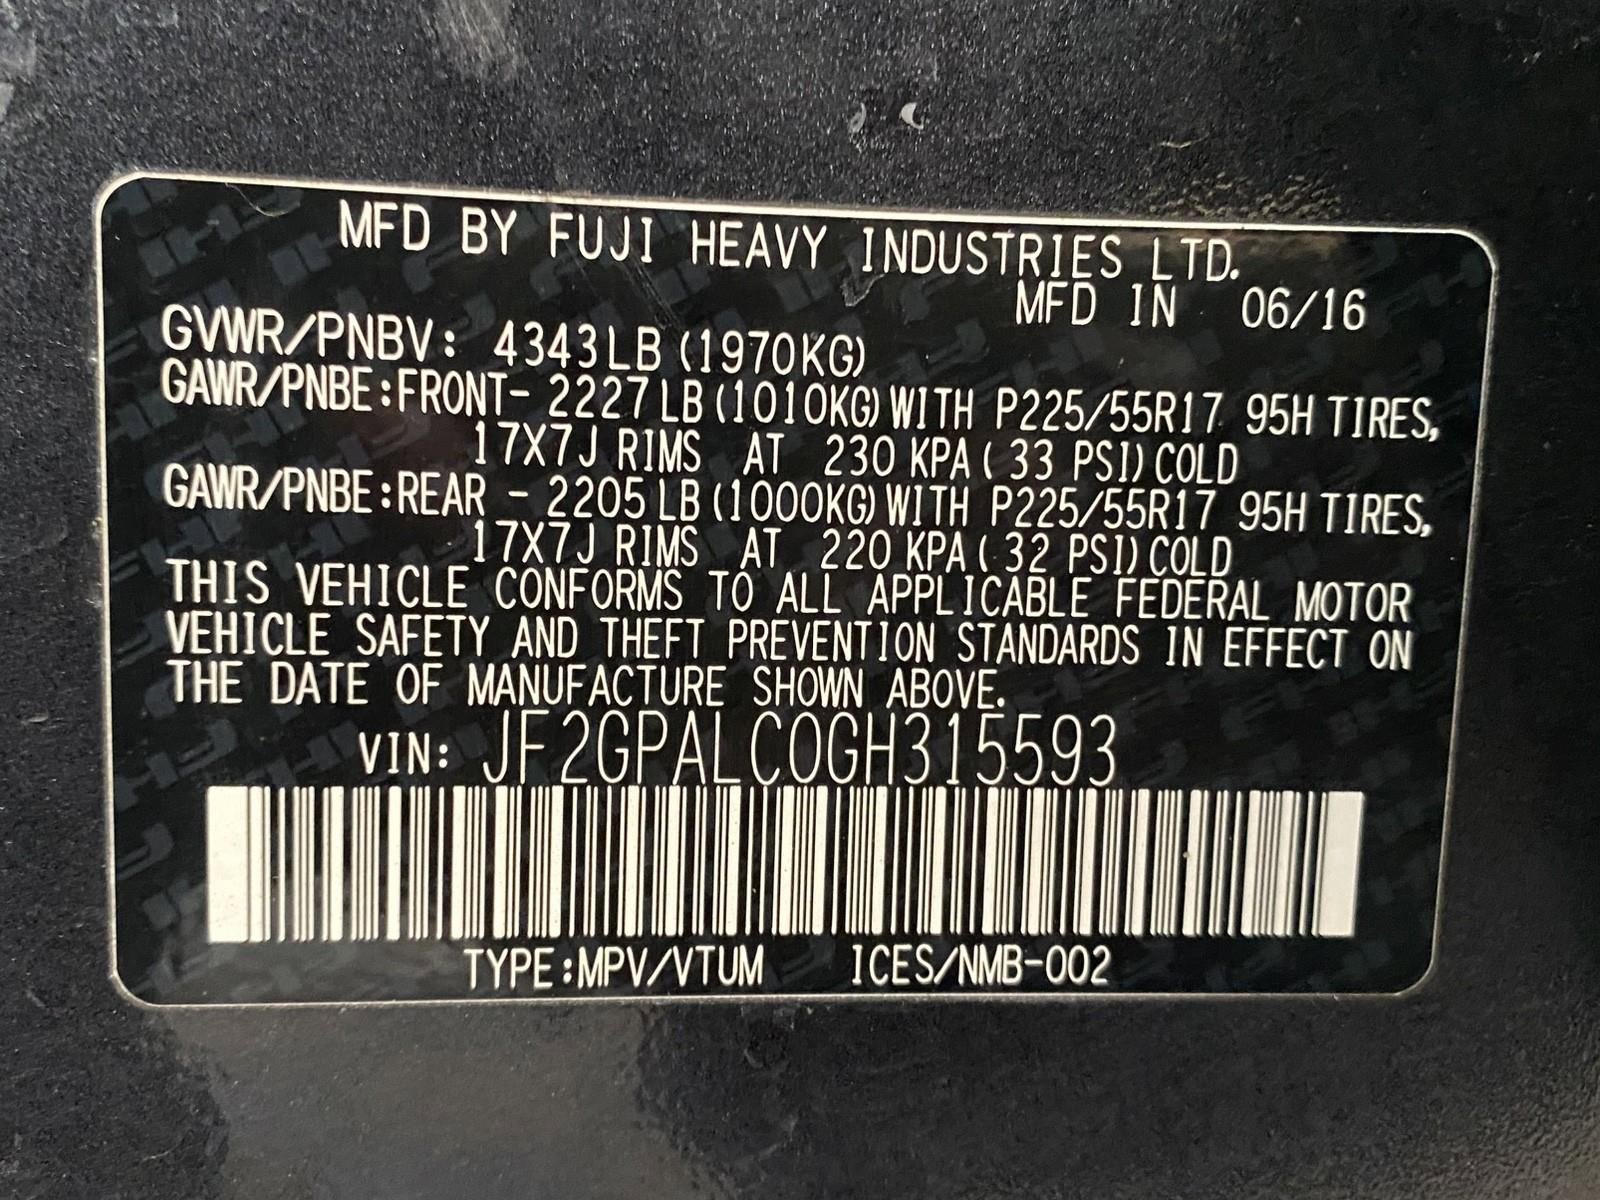 MFD BY FUJI HEAVY INDUSTRIES LTD.
MFD IN 06/16
GVWR/PNBV: 4343LB (1970KG)
GAWR/PNBE:FRONT- 2227LB(1010KG)WITH P225/55R17 95H TIRES,
17X7J RIMS AT 230 KPA( 33 PSI)COLD
GAWR/PNBE:REAR - 2205LB(1000KG)WITH P225/55R17 95H TIRES,
17X7J RIMS AT 220 KPA( 32 PSI)COLD
THIS VEHICLE CONFORMS TO ALL APPLICABLE FEDERAL MOTOR
VEHICLE SAFETY AND THEFT PREVENTION STANDARDS IN EFFECT ON
THE DATE OF MANUFACTURE SHOWN ABOVE.
VIN: JF2GPALC0GH315593
TYPE:MPV/VTUM ICES/NMB-002